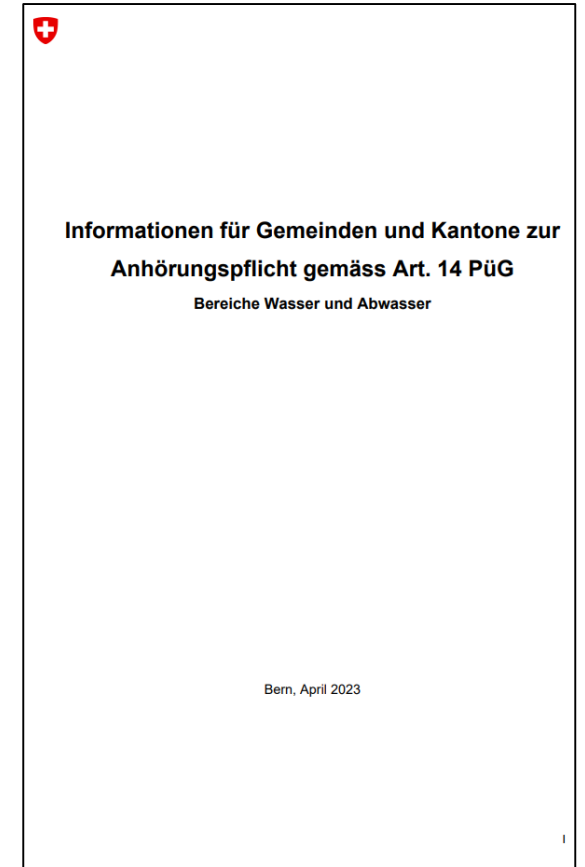 Informationen für Gemeinden und Kantone zur
Anhörungspflicht gemäss Art. 14 PüG
Bereiche Wasser und Abwasser
Bern, April 2023
I